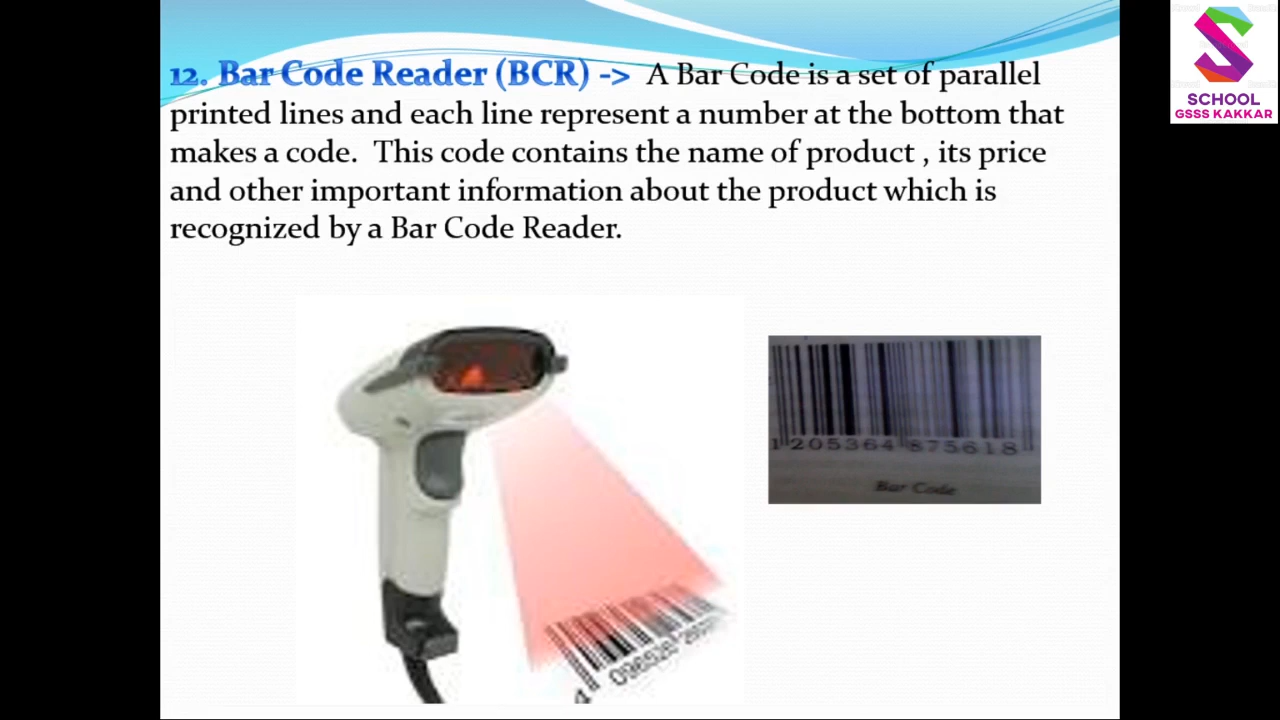 12. Bar Code Reader (BCR) -> A Bar Code is a set of parallel
printed lines and each line represent a number at the bottom that
makes a code. This code contains the name of product , its price
and other important information about the product which is
recognized by a Bar Code Reader.
SCHOOL
GSSS KAKKAR
1 205364 875618
Bar Code
4